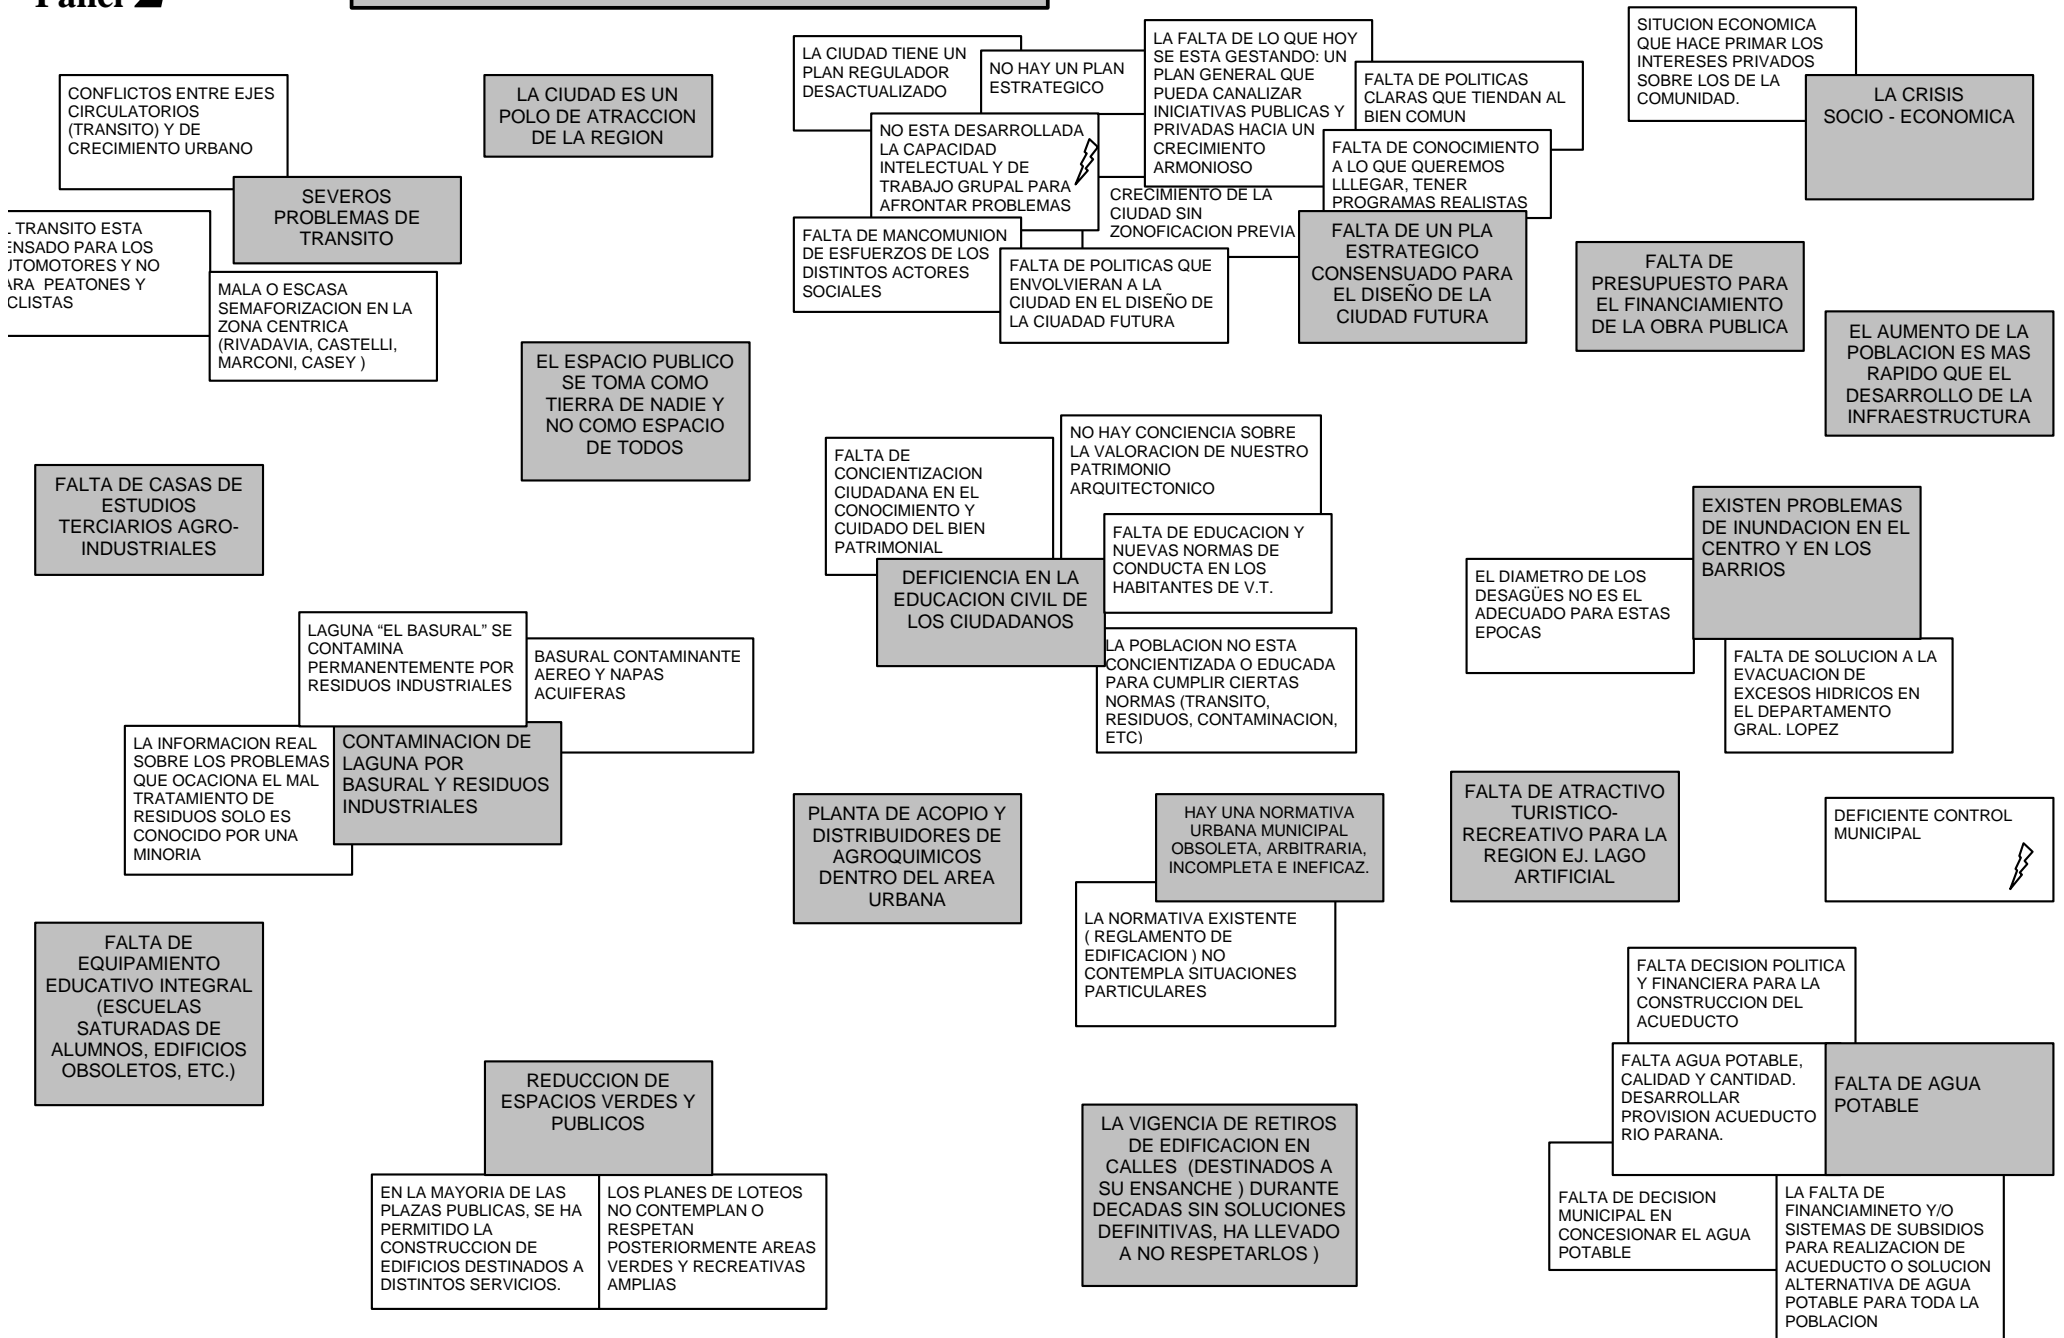 Panel 2
CONFLICTOS ENTRE EJES
CIRCULATORIOS
(TRANSITO) Y DE
CRECIMIENTO URBANO
SEVEROS
PROBLEMAS DE
TRANSITO
TRANSITO ESTA
PARA LOS
Y NO
PEATONES Y
MALA O ESCASA
SEMAFORIZACION EN LA
ZONA CENTRICA
(RIVADAVIA, CASTELLI,
MARCONI, CASEY )
LA CIUDAD ES UN
POLO DE ATRACCION
DE LA REGION
EL ESPACIO PUBLICO
SE TOMA COMO
TIERRA DE NADIE Y
NO COMO ESPACIO
DE TODOS
LA CIUDAD TIENE UN
PLAN REGULADOR
DESACTUALIZADO
NO HAY UN PLAN
ESTRATEGICO
LA FALTA DE LO QUE HOY
SE ESTA GESTANDO: UN
PLAN GENERAL QUE
PUEDA CANALIZAR
INICIATIVAS PUBLICAS Y
PRIVADAS HACIA UN
CRECIMIENTO
ARMONIOSO
FALTA DE POLITICAS
CLARAS QUE TIENDAN AL
BIEN COMUN
NO ESTA DESARROLLADA
LA CAPACIDAD
INTELECTUAL Y DE
TRABAJO GRUPAL PARA
AFRONTAR PROBLEMAS
FALTA DE CONOCIMIENTO
A LO QUE QUEREMOS
LLLEGAR, TENER
PROGRAMAS REALISTAS
CRECIMIENTO DE LA
CIUDAD SIN
ZONOFICACION PREVIA
FALTA DE MANCOMUNION
DE ESFUERZOS DE LOS
DISTINTOS ACTORES
SOCIALES
FALTA DE POLITICAS QUE
ENVOLVIERAN A LA
CIUDAD EN EL DISEÑO DE
LA CIUADAD FUTURA
FALTA DE UN PLA
ESTRATEGICO
CONSENSUADO PARA
EL DISEÑO DE LA
CIUDAD FUTURA
SITUCION ECONOMICA
QUE HACE PRIMAR LOS
INTERESES PRIVADOS
SOBRE LOS DE LA
COMUNIDAD.
LA CRISIS
SOCIO - ECONOMICA
FALTA DE
PRESUPUESTO PARA
EL FINANCIAMIENTO
DE LA OBRA PUBLICA
EL AUMENTO DE LA
POBLACION ES MAS
RAPIDO QUE EL
DESARROLLO DE LA
INFRAESTRUCTURA
FALTA DE CASAS DE
ESTUDIOS
TERCIARIOS AGRO-
INDUSTRIALES
FALTA DE
CONCIENTIZACION
CIUDADANA EN EL
CONOCIMIENTO Y
CUIDADO DEL BIEN
PATRIMONIAL
NO HAY CONCIENCIA SOBRE
LA VALORACION DE NUESTRO
PATRIMONIO
ARQUITECTONICO
FALTA DE EDUCACION Y
NUEVAS NORMAS DE
CONDUCTA EN LOS
HABITANTES DE V.T.
DEFICIENCIA EN LA
EDUCACION CIVIL DE
LOS CIUDADANOS
LA POBLACION NO ESTA
CONCIENTIZADA O EDUCADA
PARA CUMPLIR CIERTAS
NORMAS (TRANSITO,
RESIDUOS, CONTAMINACION,
ETC)
EXISTEN PROBLEMAS
DE INUNDACION EN EL
CENTRO Y EN LOS
BARRIOS
EL DIAMETRO DE LOS
DESAGÜES NO ES EL
ADECUADO PARA ESTAS
EPOCAS
FALTA DE SOLUCION A LA
EVACUACION DE
EXCESOS HIDRICOS EN
EL DEPARTAMENTO
GRAL. LOPEZ
LAGUNA “EL BASURAL” SE
CONTAMINA
PERMANENTEMENTE POR
RESIDUOS INDUSTRIALES
BASURAL CONTAMINANTE
AEREO Y NAPAS
ACUIFERAS
LA INFORMACION REAL
SOBRE LOS PROBLEMAS
QUE OCACIONA EL MAL
TRATAMIENTO DE
RESIDUOS SOLO ES
CONOCIDO POR UNA
MINORIA
CONTAMINACION DE
LAGUNA POR
BASURAL Y RESIDUOS
INDUSTRIALES
PLANTA DE ACOPIO Y
DISTRIBUIDORES DE
AGROQUIMICOS
DENTRO DEL AREA
URBANA
HAY UNA NORMATIVA
URBANA MUNICIPAL
OBSOLETA, ARBITRARIA,
INCOMPLETA E INEFICAZ.
LA NORMATIVA EXISTENTE
( REGLAMENTO DE
EDIFICACION ) NO
CONTEMPLA SITUACIONES
PARTICULARES
FALTA DE ATRACTIVO
TURISTICO-
RECREATIVO PARA LA
REGION EJ. LAGO
ARTIFICIAL
DEFICIENTE CONTROL
MUNICIPAL
FALTA DE
EQUIPAMIENTO
EDUCATIVO INTEGRAL
(ESCUELAS
SATURADAS DE
ALUMNOS, EDIFICIOS
OBSOLETOS, ETC.)
REDUCCION DE
ESPACIOS VERDES Y
PUBLICOS
EN LA MAYORIA DE LAS
PLAZAS PUBLICAS, SE HA
PERMITIDO LA
CONSTRUCCION DE
EDIFICIOS DESTINADOS A
DISTINTOS SERVICIOS.
LOS PLANES DE LOTEOS
NO CONTEMPLAN O
RESPETAN
POSTERIORMENTE AREAS
VERDES Y RECREATIVAS
AMPLIAS
LA VIGENCIA DE RETIROS
DE EDIFICACION EN
CALLES (DESTINADOS A
SU ENSANCHE ) DURANTE
DECADAS SIN SOLUCIONES
DEFINITIVAS, HA LLEVADO
A NO RESPETARLOS )
FALTA DECISION POLITICA
Y FINANCIERA PARA LA
CONSTRUCCION DEL
ACUEDUCTO
FALTA AGUA POTABLE,
CALIDAD Y CANTIDAD.
DESARROLLAR
PROVISION ACUEDUCTO
RIO PARANA.
FALTA DE AGUA
POTABLE
FALTA DE DECISION
MUNICIPAL EN
CONCESIONAR EL AGUA
POTABLE
LA FALTA DE
FINANCIAMINETO Y/O
SISTEMAS DE SUBSIDIOS
PARA REALIZACION DE
ACUEDUCTO O SOLUCION
ALTERNATIVA DE AGUA
POTABLE PARA TODA LA
POBLACION